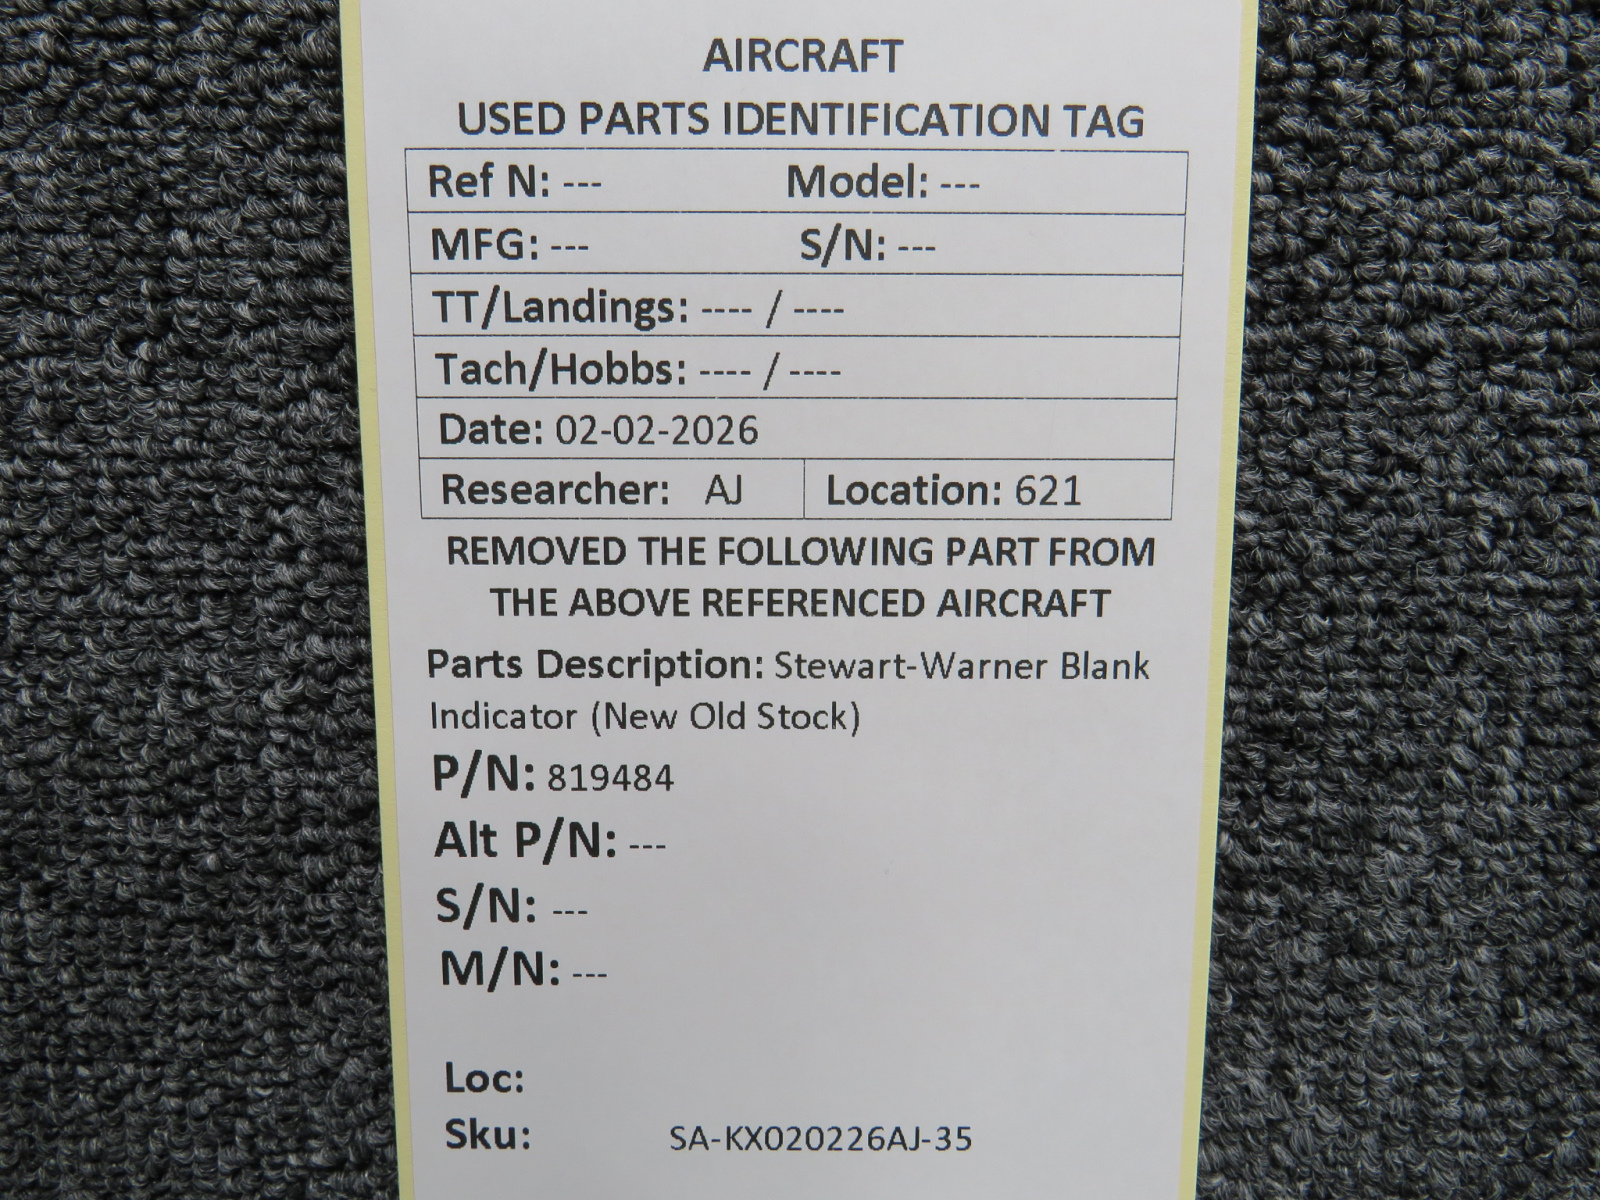 AIRCRAFT
USED PARTS IDENTIFICATION TAG
Ref N: --- Model: ---
MFG: --- S/N: ---
TT/Landings: ---- / ----
Tach/Hobbs: ---- / ----
Date: 02-02-2026
Researcher: AJ Location: 621
REMOVED THE FOLLOWING PART FROM
THE ABOVE REFERENCED AIRCRAFT
Parts Description: Stewart-Warner Blank
Indicator (New Old Stock)
P/N: 819484
Alt P/N: ---
S/N: ---
M/N: ---
Loc:
Sku: SA-KX020226AJ-35